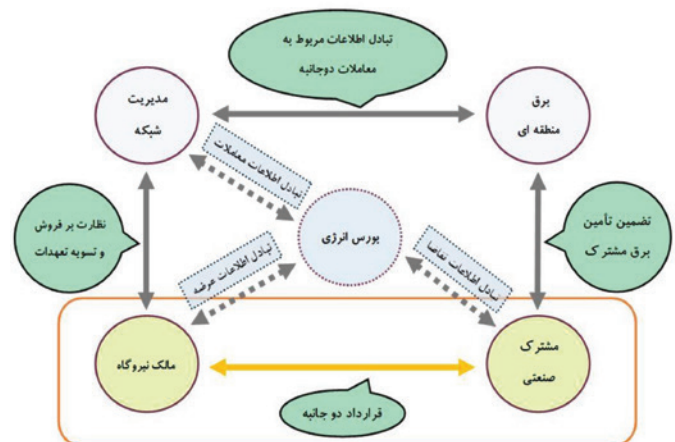 تبادل اطلاعات مربوط به
معاملات دوجانبه
برق
منطقه ای
مدیریت
شبکه
تبادل اطلاعات معاملات
بورس انرژی
تضمین تأمین
برق مشترک
نظارت بر فروش
و تسویه تعهدات
تبادل اطلاعات تقاضا
تبادل اطلاعات عرضه
مشترک
صنعتی
مالک نیروگاه
قرارداد دو جانبه